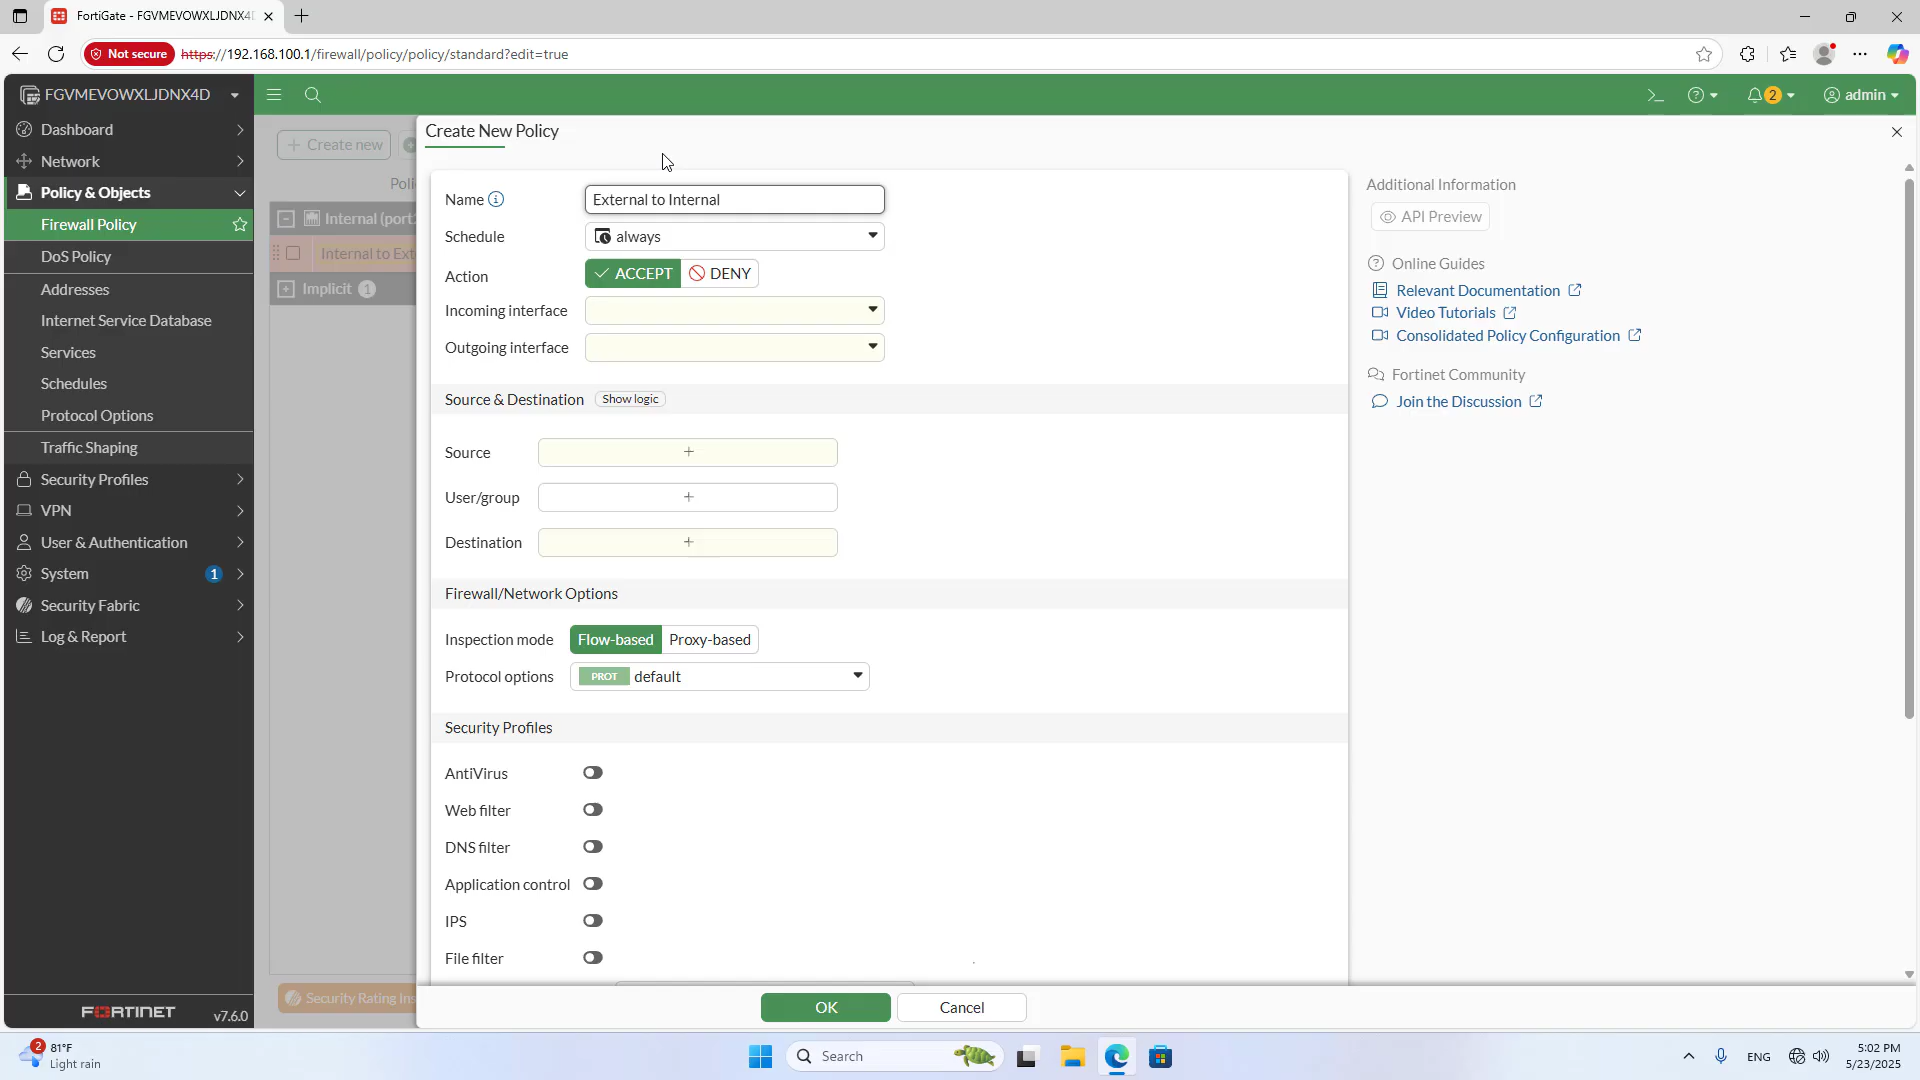 FortiGate - FGVMEVOWXLJDNX4D
Not secure
https://192.168.100.1/firewall/policy/policy/standard?edit=true
FGVMEVOWXLJDNX4D
2
admin
Dashboard
Network
Policy & Objects
Firewall Policy
DoS Policy
Addresses
Internet Service Database
Services
Schedules
Protocol Options
Traffic Shaping
Security Profiles
VPN
User & Authentication
System
1
Security Fabric
Log & Report
FORTINET
v7.6.0
Create new
Poli
Internal (port
Internal to Ext
Implicit 1
Security Rating Ins
Create New Policy
Name
External to Internal
Schedule
always
Action
ACCEPT
DENY
Incoming interface
Outgoing interface
Source & Destination
Show logic
Source
+
User/group
+
Destination
+
Firewall/Network Options
Inspection mode
Flow-based
Proxy-based
Protocol options
PROT
default
Security Profiles
AntiVirus
Web filter
DNS filter
Application control
IPS
File filter
OK
Cancel
Additional Information
API Preview
Online Guides
Relevant Documentation
Video Tutorials
Consolidated Policy Configuration
Fortinet Community
Join the Discussion
2
81°F
Light rain
Search
ENG
5:02 PM
5/23/2025